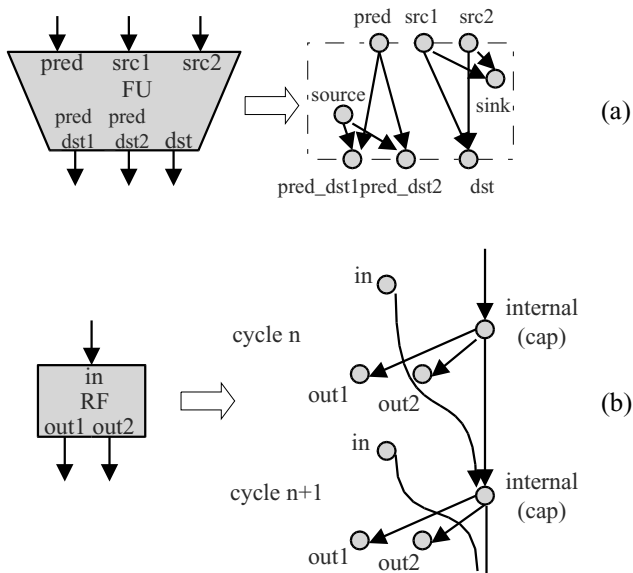 pred src1 src2
FU
pred pred
dst1 dst2 dst
pred src1 src2
source
sink
pred_dst1 pred_dst2 dst
(a)
in
RF
out1 out2
cycle n
in
internal
(cap)
out1
out2
(b)
cycle n+1
in
internal
(cap)
out1
out2